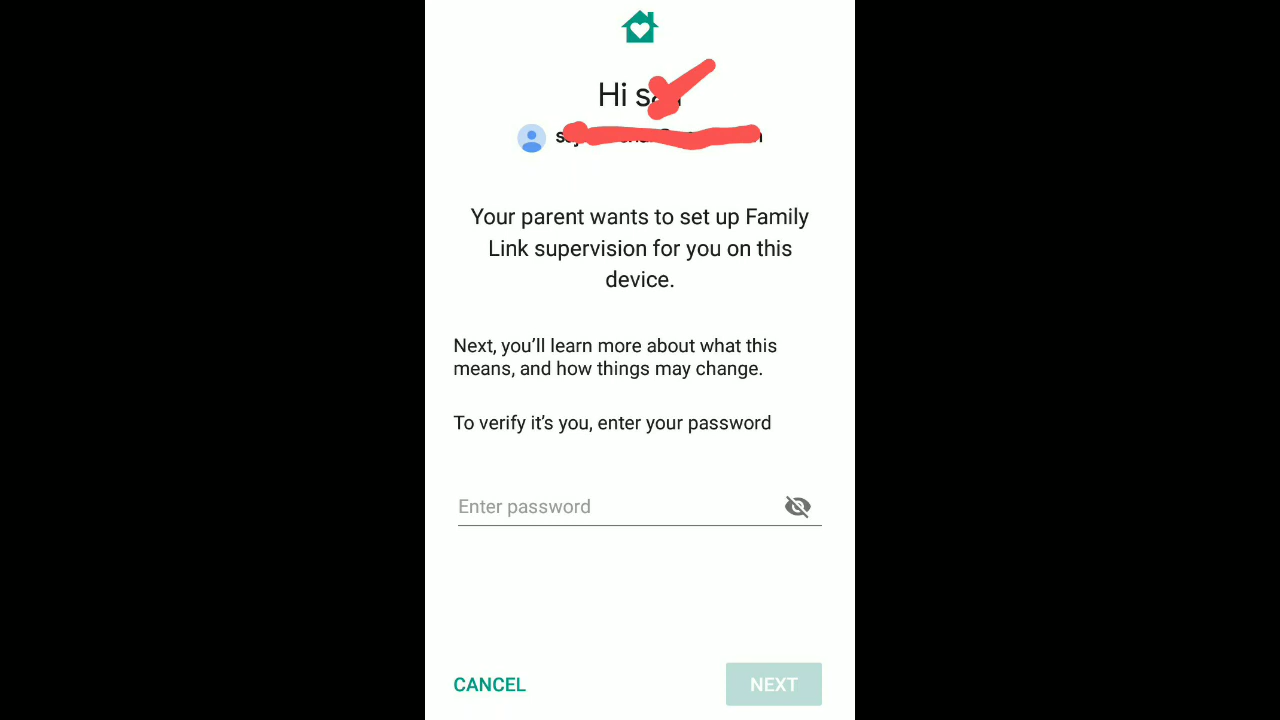 Hi
Your parent wants to set up Family
Link supervision for you on this
device.
Next, you'll learn more about what this
means, and how things may change.
To verify it's you, enter your password
Enter password
CANCEL
NEXT